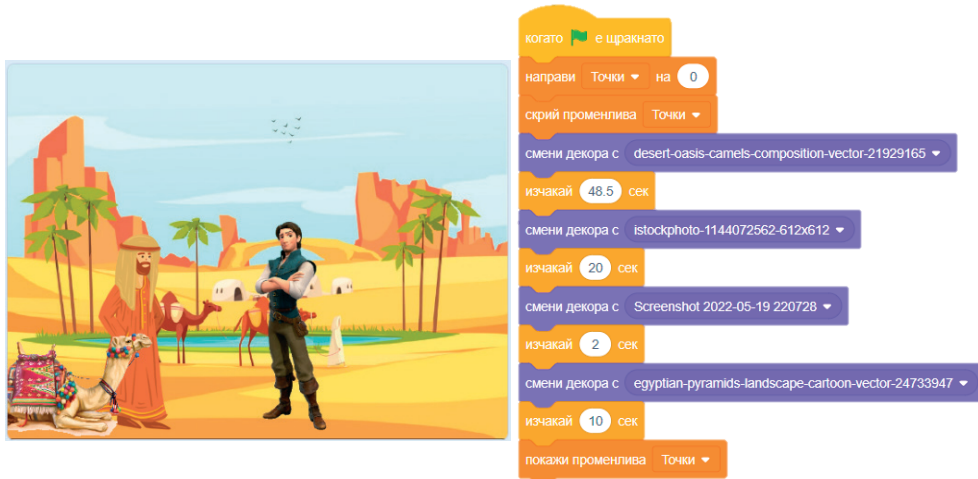 когато е щракнато
направи Точки на 0
скрий променлива Точки
смени декора с desert-oasis-camels-composition-vector-21929165
изчакай 48.5 сек
смени декора с istockphoto-1144072562-612x612
изчакай 20 сек
смени декора с Screenshot 2022-05-19 220728
изчакай 2 сек
смени декора с egyptian-pyramids-landscape-cartoon-vector-24733947
изчакай 10 сек
покажи променлива Точки